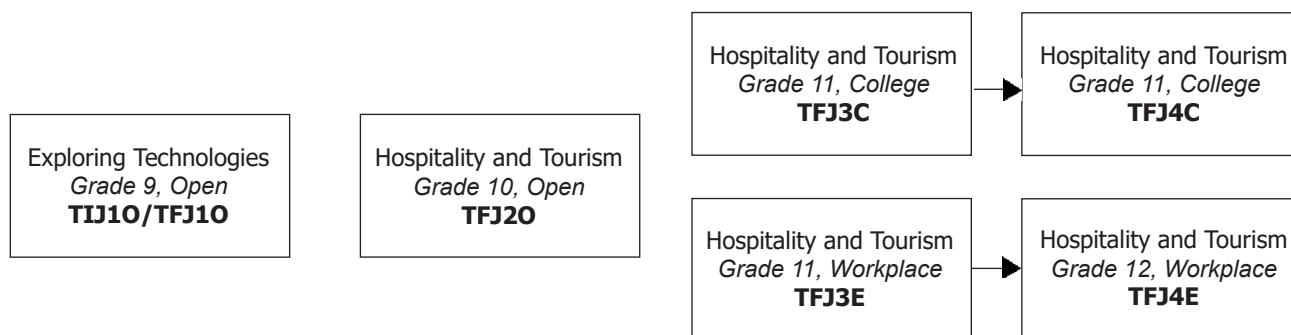 Exploring Technologies
Grade 9, Open
TIJ1O/TFJ1O
Hospitality and Tourism
Grade 10, Open
TFJ2O
Hospitality and Tourism
Grade 11, College
TFJ3C
Hospitality and Tourism
Grade 11, College
TFJ4C
Hospitality and Tourism
Grade 11, Workplace
TFJ3E
Hospitality and Tourism
Grade 12, Workplace
TFJ4E